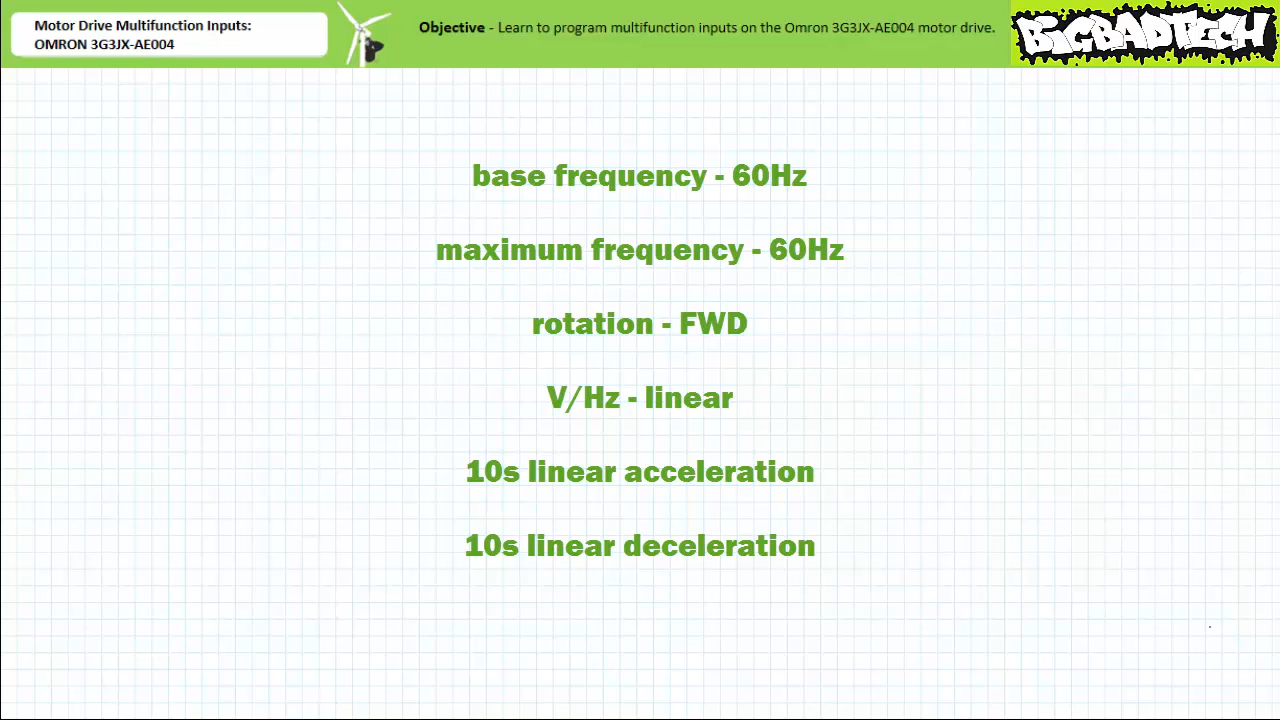 Motor Drive Multifunction Inputs:
OMRON 3G3JX-AE004
Objective - Learn to program multifunction inputs on the Omron 3G3JX-AE004 motor drive.
BIGBADTECH
base frequency - 60Hz
maximum frequency - 60Hz
rotation - FWD
V/Hz - linear
10s linear acceleration
10s linear deceleration